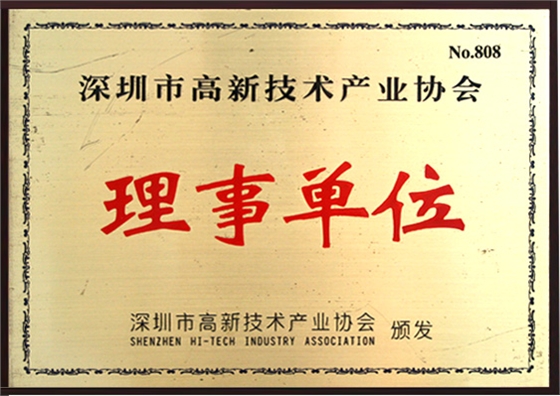 No.808
深圳市高新技术产业协会
理事单位
深圳市高新技术产业协会 颁发
SHENZHEN HI-TECH INDUSTRY ASSOCIATION